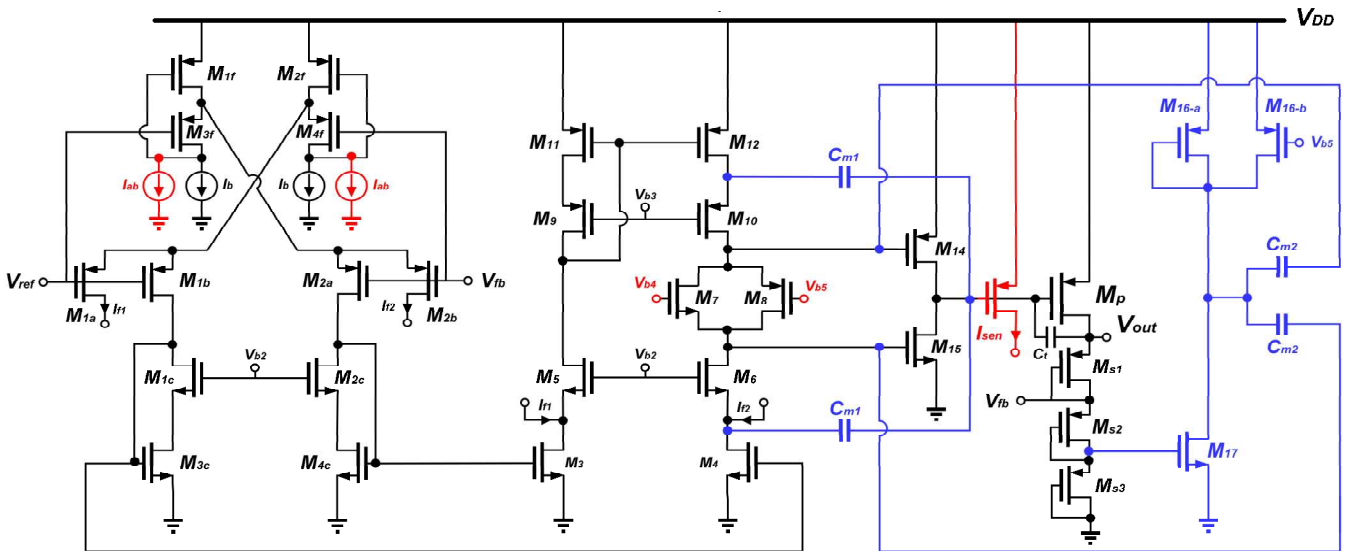 VDD
M1f
M2f
M16-a
M16-b
M3f
M4f
M11
M12
Cm1
Vb5
Iab
Ib
Ib
Iab
Vb3
M9
M10
M14
Cm2
Vref
M1b
M2a
Vfb
Vb4
M7
M8
Vb5
Mp
Vout
M1a
If1
If2
M2b
Isen
Ct
M15
Cm2
Ms1
M1c
Vb2
M2c
M5
Vb2
M6
Vfb
If1
If2
Cm1
Ms2
M17
M3c
M4c
M3
M4
Ms3